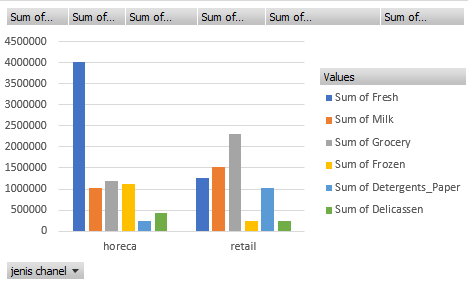 Sum of... Sum of... Sum of... Sum of... Sum of... Sum of...
4500000
4000000
3500000
3000000
2500000
2000000
1500000
1000000
500000
0
horeca retail
Values
Sum of Fresh
Sum of Milk
Sum of Grocery
Sum of Frozen
Sum of Detergents_Paper
Sum of Delicassen
jenis chanel